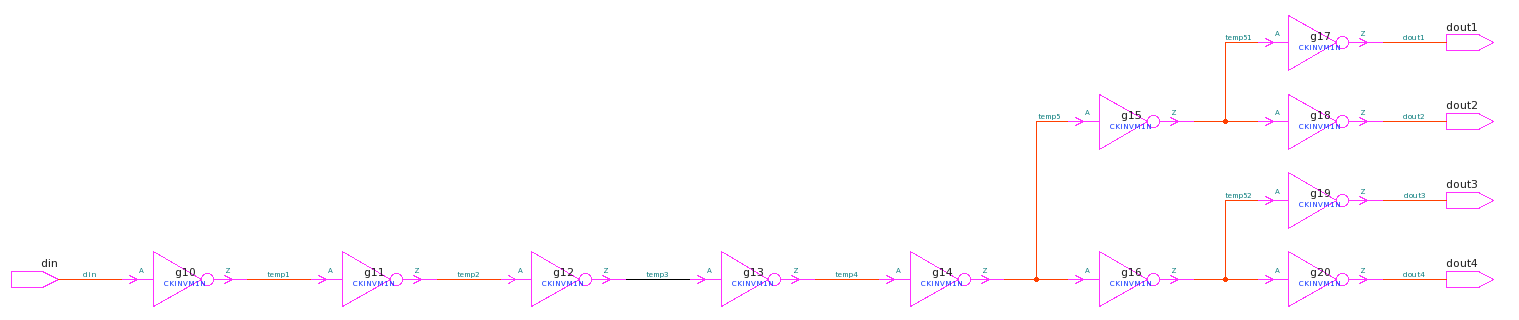 dout1
g17
temp51
A
Z
dout1
CKINVM1N
dout2
g15
g18
temp5
A
Z
A
Z
dout2
CKINVM1N
CKINVM1N
dout3
g19
temp52
A
Z
dout3
CKINVM1N
din
dout4
g10
g11
g12
g13
g14
g16
g20
din
A
Z
temp1
A
Z
temp2
A
Z
temp3
A
Z
temp4
A
Z
A
Z
A
Z
dout4
CKINVM1N
CKINVM1N
CKINVM1N
CKINVM1N
CKINVM1N
CKINVM1N
CKINVM1N